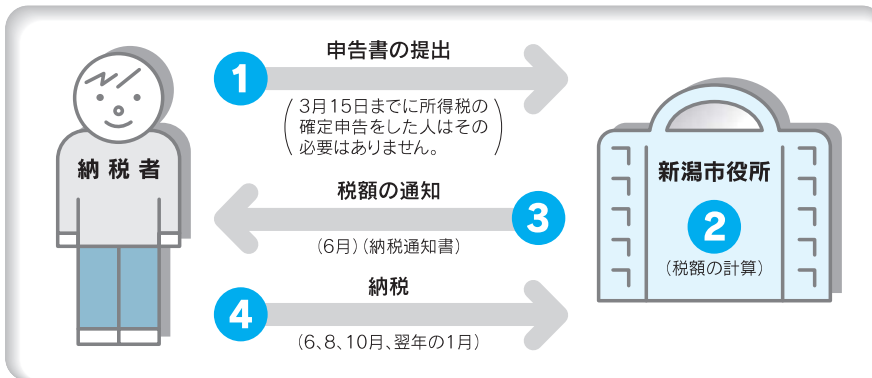 申告書の提出
1
(3月15日までに所得税の
確定申告をした人はその
必要はありません。)
納税者
新潟市役所
2
(税額の計算)
税額の通知
3
(6月)(納税通知書)
納税
4
(6、8、10月、翌年の1月)